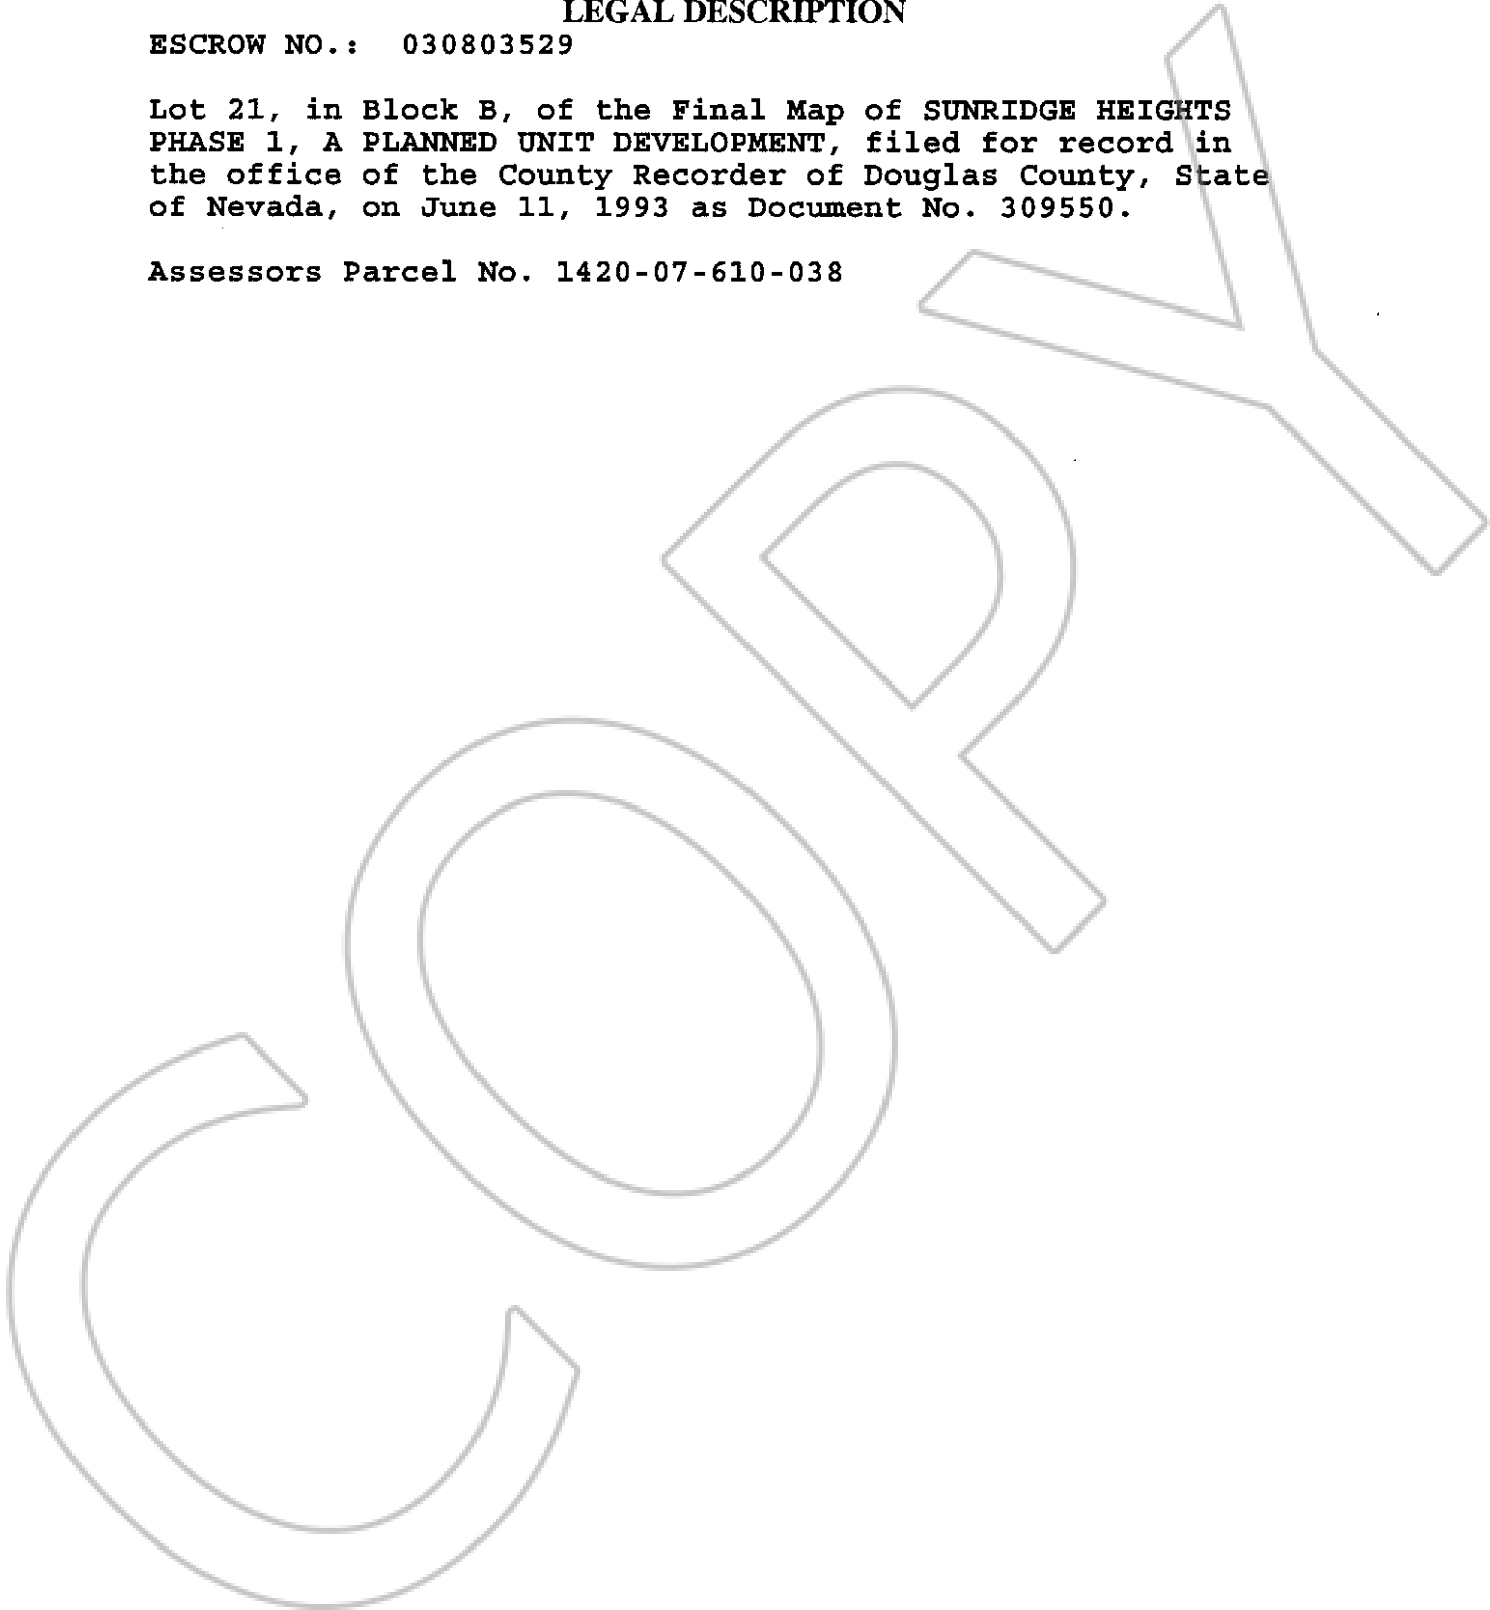 LEGAL DESCRIPTION
ESCROW NO.: 030803529
Lot 21, in Block B, of the Final Map of SUNRIDGE HEIGHTS
PHASE 1, A PLANNED UNIT DEVELOPMENT, filed for record in
the office of the County Recorder of Douglas County, State
of Nevada, on June 11, 1993 as Document No. 309550.
Assessors Parcel No. 1420-07-610-038
COPY